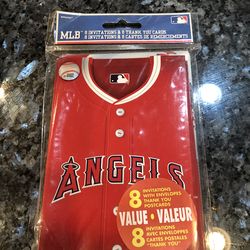 MLB 8 INVITATIONS & 8 THANK YOU CARDS
8 INVITATIONS & 8 CARTES DE REMERCIEMENTS
ANGELS
8 INVITATIONS
WITH ENVELOPES
THANK YOU
POSTCARDS
VALUE • VALEUR
8 INVITATIONS
AVEC ENVELOPPES
CARTES POSTALES
"THANK YOU"